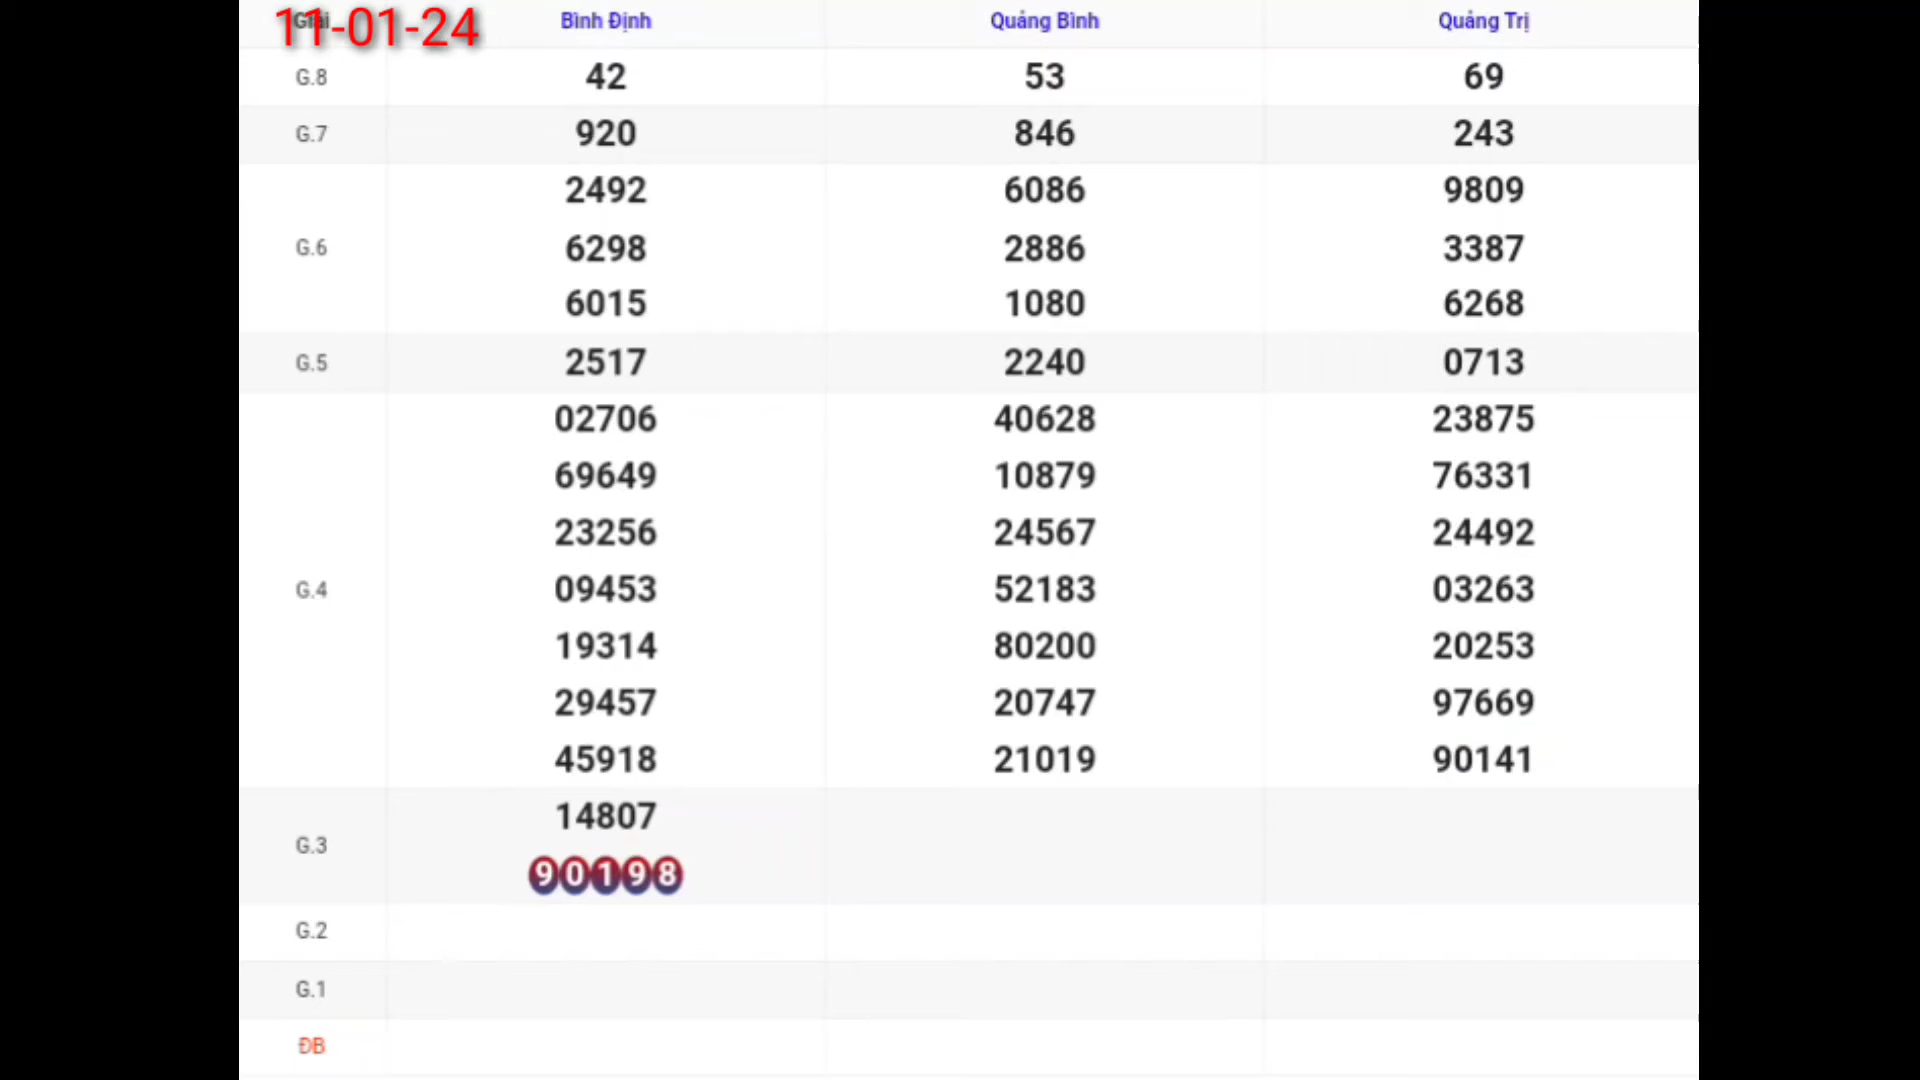 Giải 11-01-24 Bình Định Quảng Bình Quảng Trị
G.8 42 53 69
G.7 920 846 243
2492 6086 9809
G.6 6298 2886 3387
6015 1080 6268
G.5 2517 2240 0713
02706 40628 23875
69649 10879 76331
23256 24567 24492
G.4 09453 52183 03263
19314 80200 20253
29457 20747 97669
45918 21019 90141
14807
G.3
90198
G.2
G.1
ĐB